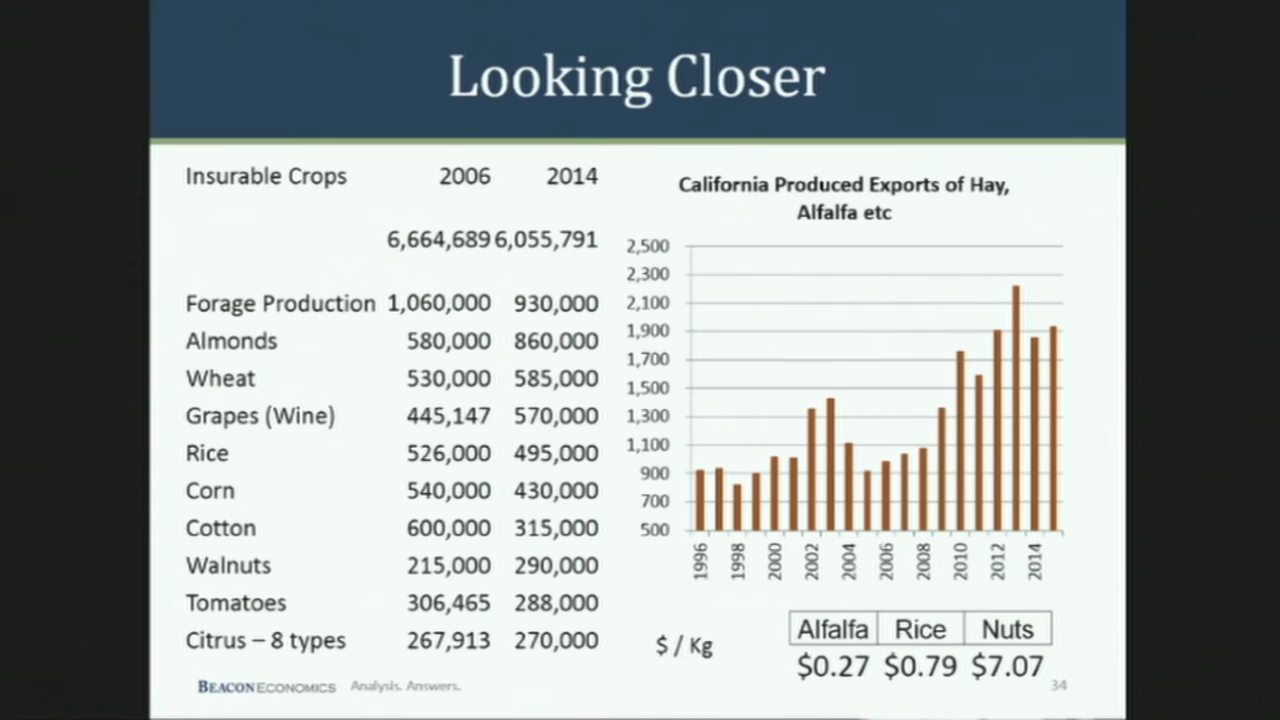 Looking Closer
Insurable Crops 2006 2014
6,664,689 6,055,791
Forage Production 1,060,000 930,000
Almonds 580,000 860,000
Wheat 530,000 585,000
Grapes (Wine) 445,147 570,000
Rice 526,000 495,000
Corn 540,000 430,000
Cotton 600,000 315,000
Walnuts 215,000 290,000
Tomatoes 306,465 288,000
Citrus – 8 types 267,913 270,000
California Produced Exports of Hay,
Alfalfa etc
2,500
2,300
2,100
1,900
1,700
1,500
1,300
1,100
900
700
500
1996 1998 2000 2002 2004 2006 2008 2010 2012 2014
Alfalfa Rice Nuts
$ / Kg $0.27 $0.79 $7.07
BEACONECONOMICS Analysis. Answers.
34